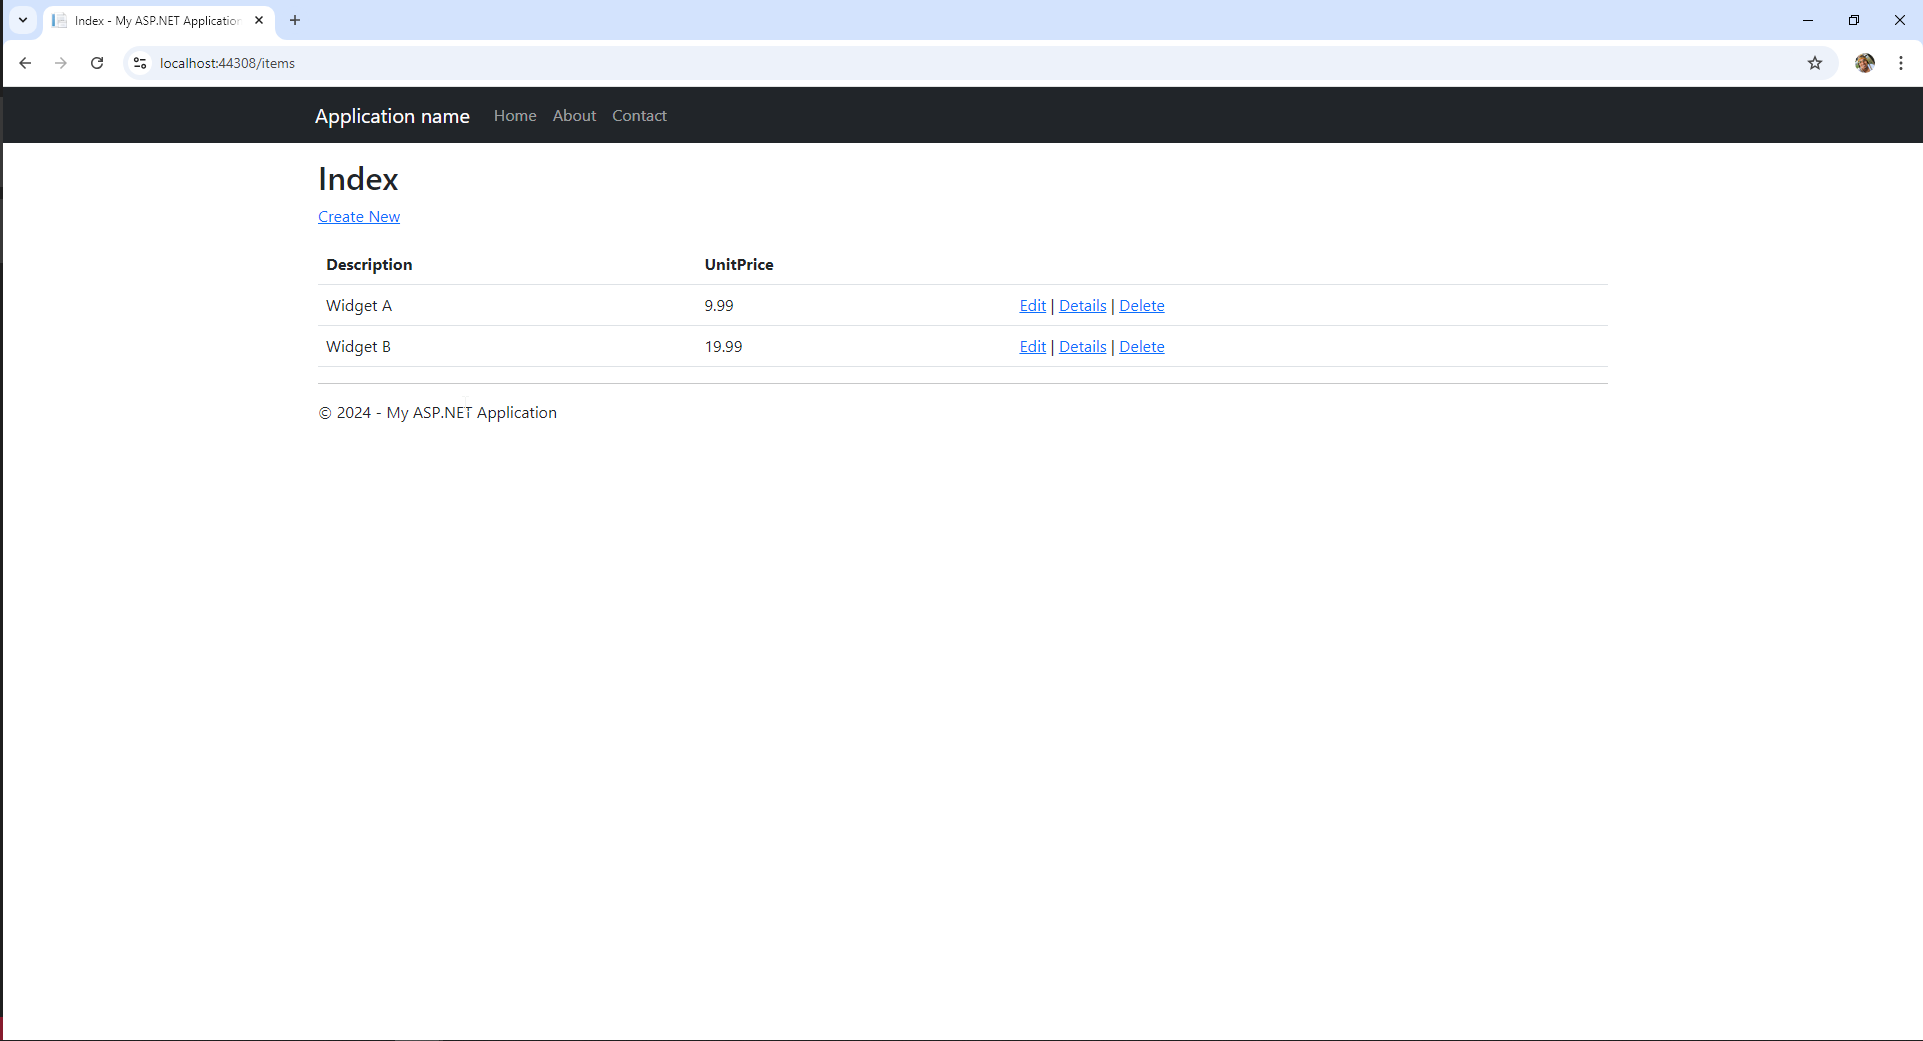 Index - My ASP.NET Application
localhost:44308/items
Application name Home About Contact
Index
Create New
Description UnitPrice
Widget A 9.99 Edit | Details | Delete
Widget B 19.99 Edit | Details | Delete
© 2024 - My ASP.NET Application